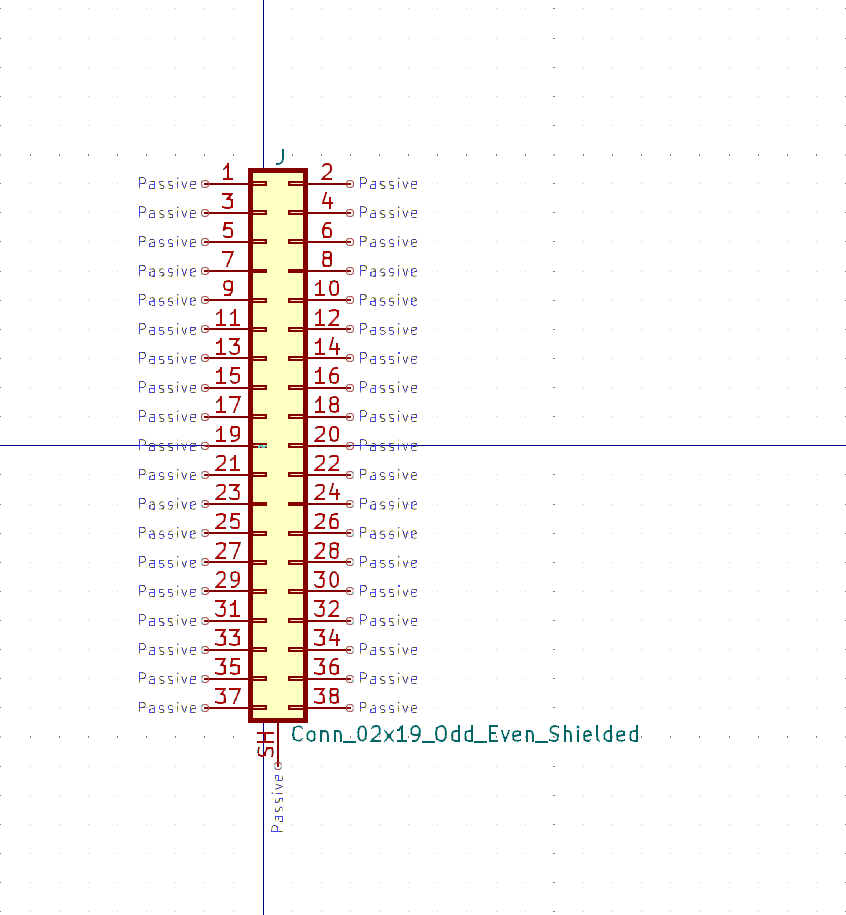 J
Passive 1 2 Passive
Passive 3 4 Passive
Passive 5 6 Passive
Passive 7 8 Passive
Passive 9 10 Passive
Passive 11 12 Passive
Passive 13 14 Passive
Passive 15 16 Passive
Passive 17 18 Passive
Passive 19 20 Passive
Passive 21 22 Passive
Passive 23 24 Passive
Passive 25 26 Passive
Passive 27 28 Passive
Passive 29 30 Passive
Passive 31 32 Passive
Passive 33 34 Passive
Passive 35 36 Passive
Passive 37 38 Passive
SH Conn_02x19_Odd_Even_Shielded
Passive